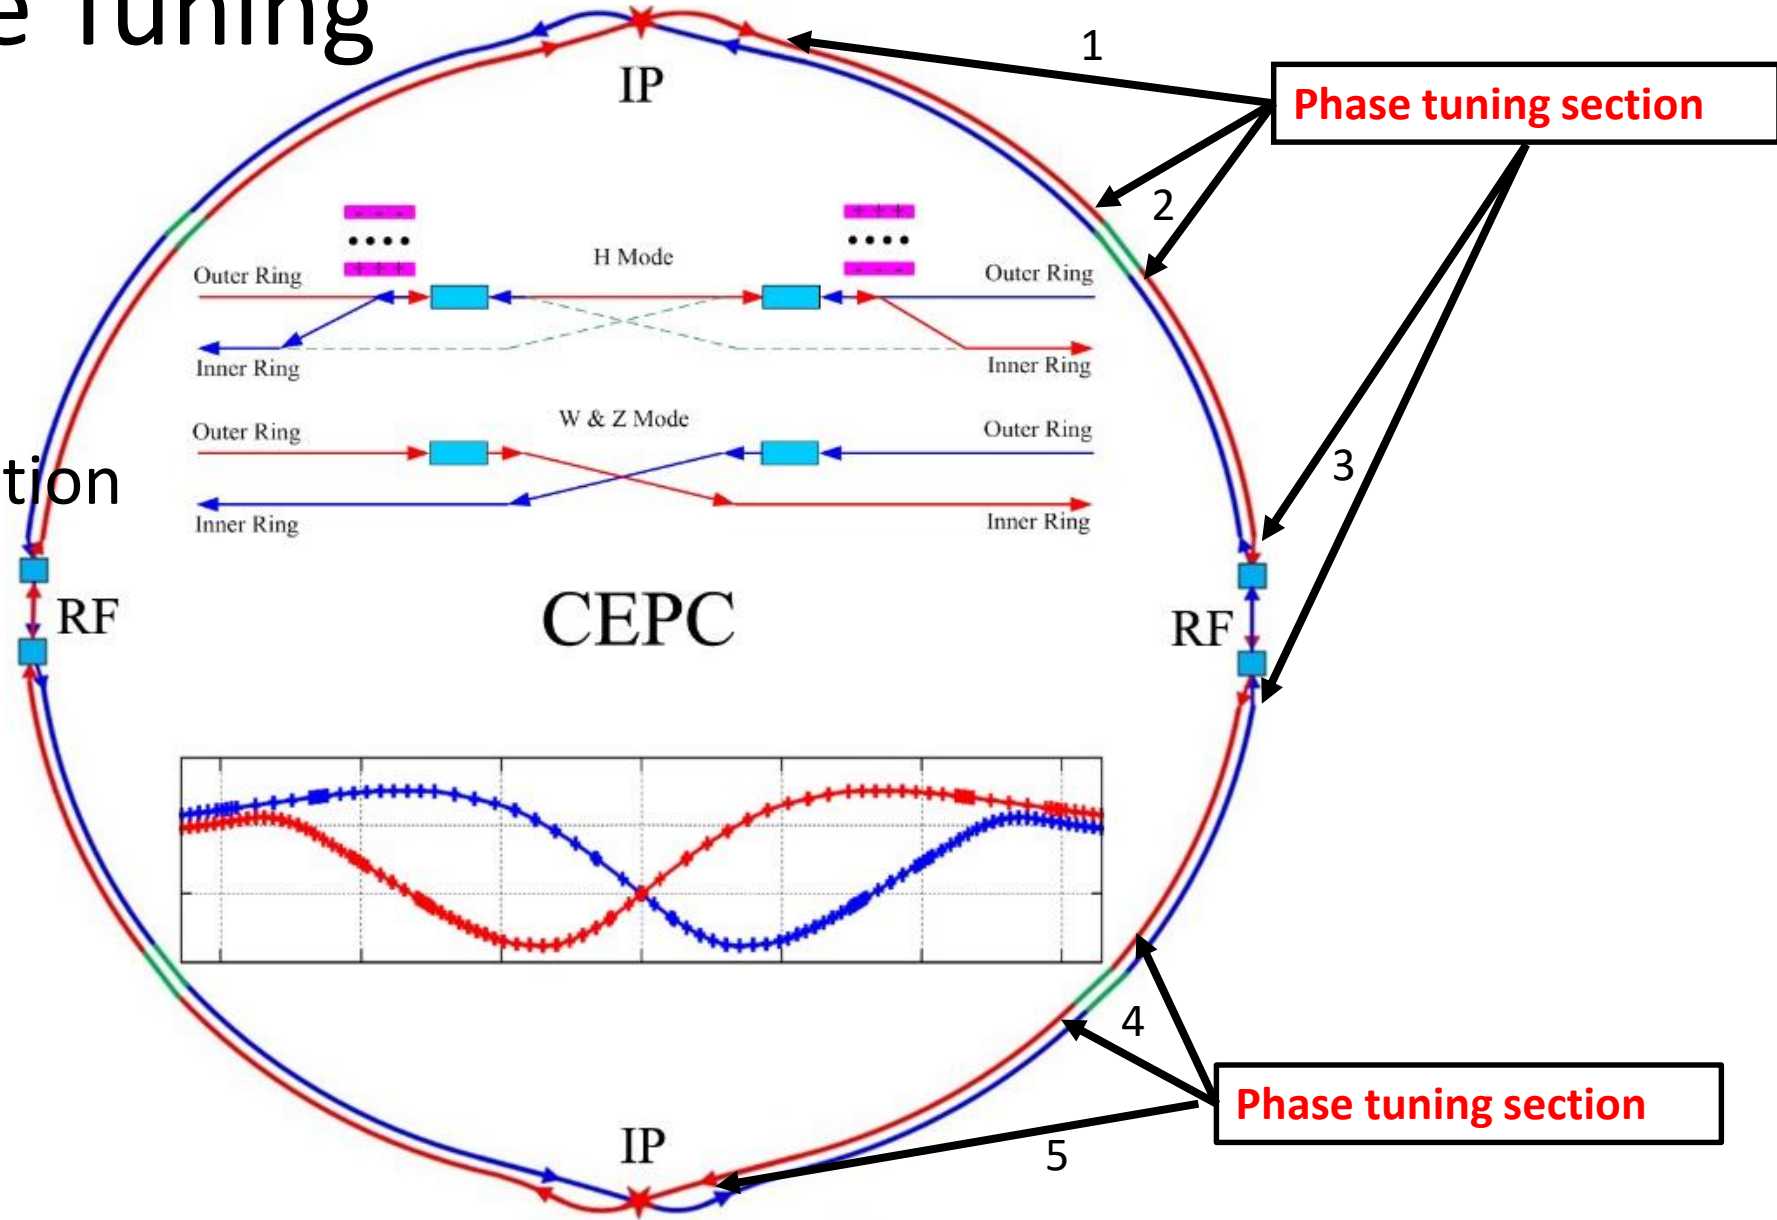 e Tuning
1
IP
Phase tuning section
2
- - -
+ + +
H Mode
+ + +
- - -
Outer Ring
Outer Ring
Inner Ring
Inner Ring
W & Z Mode
Outer Ring
Outer Ring
3
tion
Inner Ring
Inner Ring
RF
CEPC
RF
4
Phase tuning section
IP
5